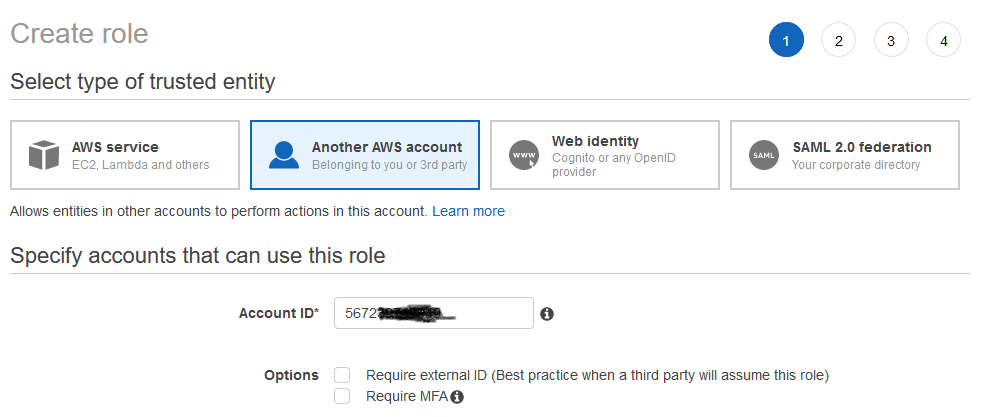 Create role
1 2 3 4
Select type of trusted entity
AWS service
EC2, Lambda and others
Another AWS account
Belonging to you or 3rd party
www
Web identity
Cognito or any OpenID
provider
SAML
SAML 2.0 federation
Your corporate directory
Allows entities in other accounts to perform actions in this account. Learn more
Specify accounts that can use this role
Account ID* 5672
Options Require external ID (Best practice when a third party will assume this role)
Require MFA